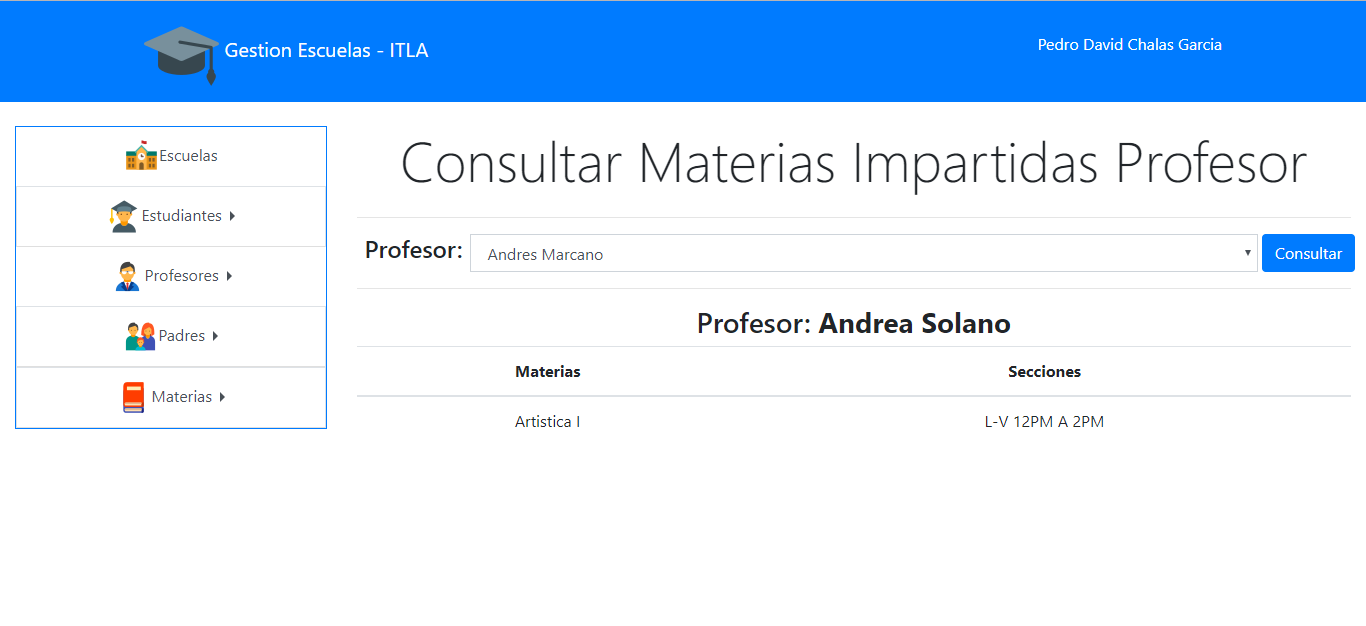 Gestion Escuelas - ITLA
Pedro David Chalas Garcia
Escuelas
Estudiantes
Profesores
Padres
Materias
Consultar Materias Impartidas Profesor
Profesor: Andres Marcano Consultar
Profesor: Andrea Solano
Materias Secciones
Artistica I L-V 12PM A 2PM